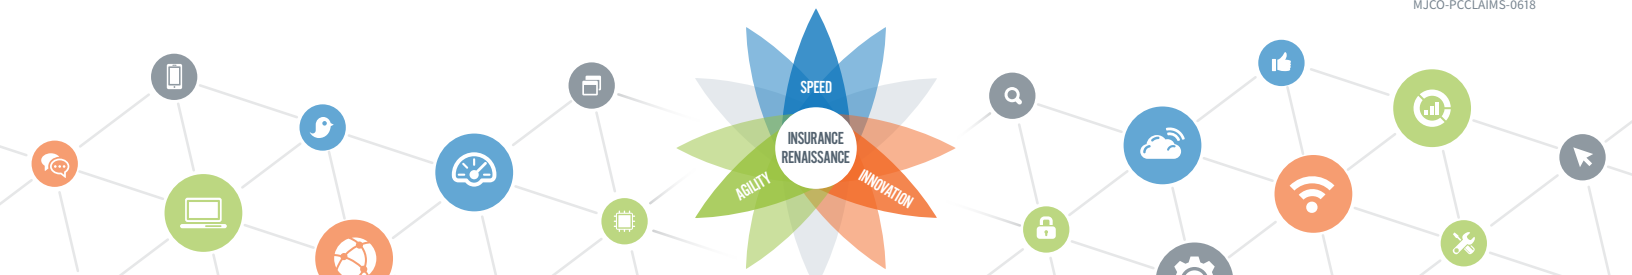 MJCO-PCCLAIMS-0618
SPEED
INSURANCE
RENAISSANCE
AGILITY
INNOVATION